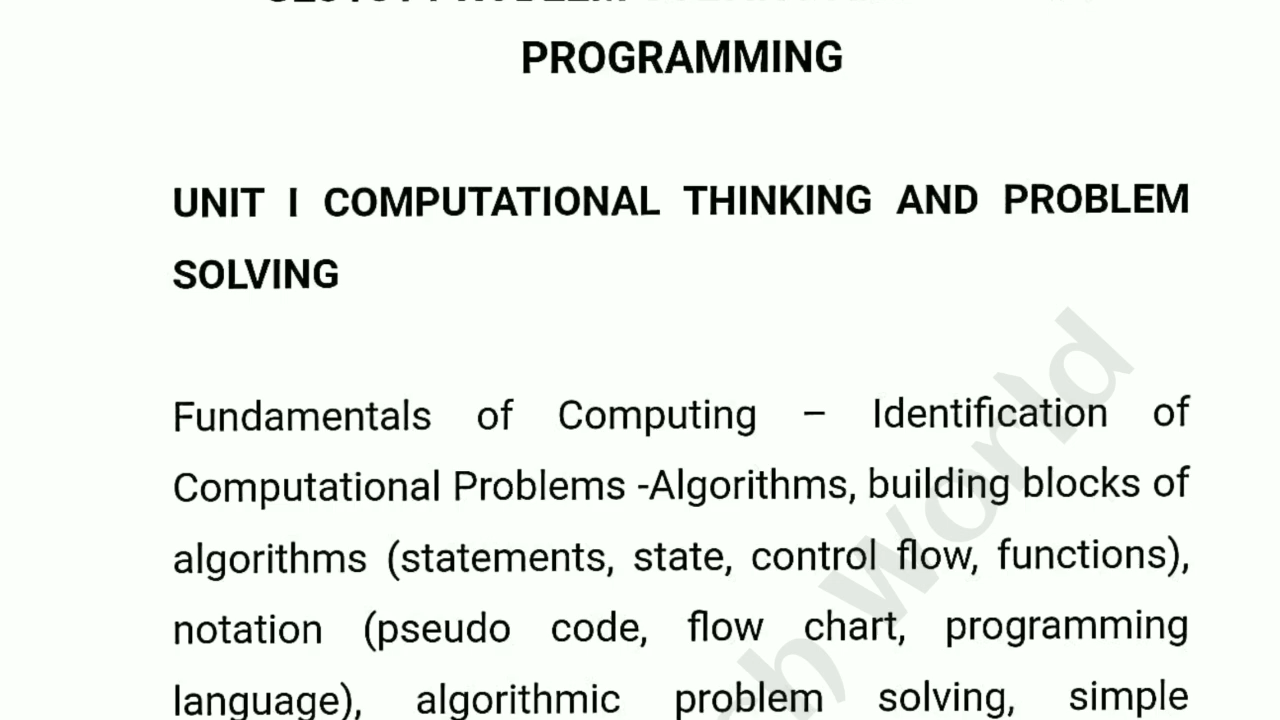 PROGRAMMING
UNIT I COMPUTATIONAL THINKING AND PROBLEM
SOLVING
Fundamentals of Computing – Identification of
Computational Problems -Algorithms, building blocks of
algorithms (statements, state, control flow, functions),
notation (pseudo code, flow chart, programming
language), algorithmic problem solving, simple
world